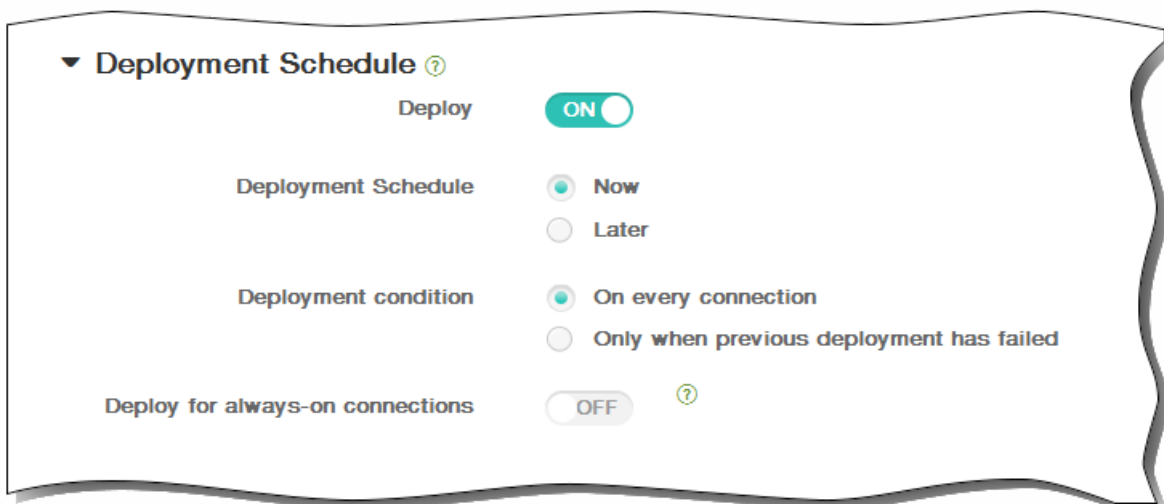 Deployment Schedule ?
Deploy ON
Deployment Schedule Now
Later
Deployment condition On every connection
Only when previous deployment has failed
Deploy for always-on connections OFF ?